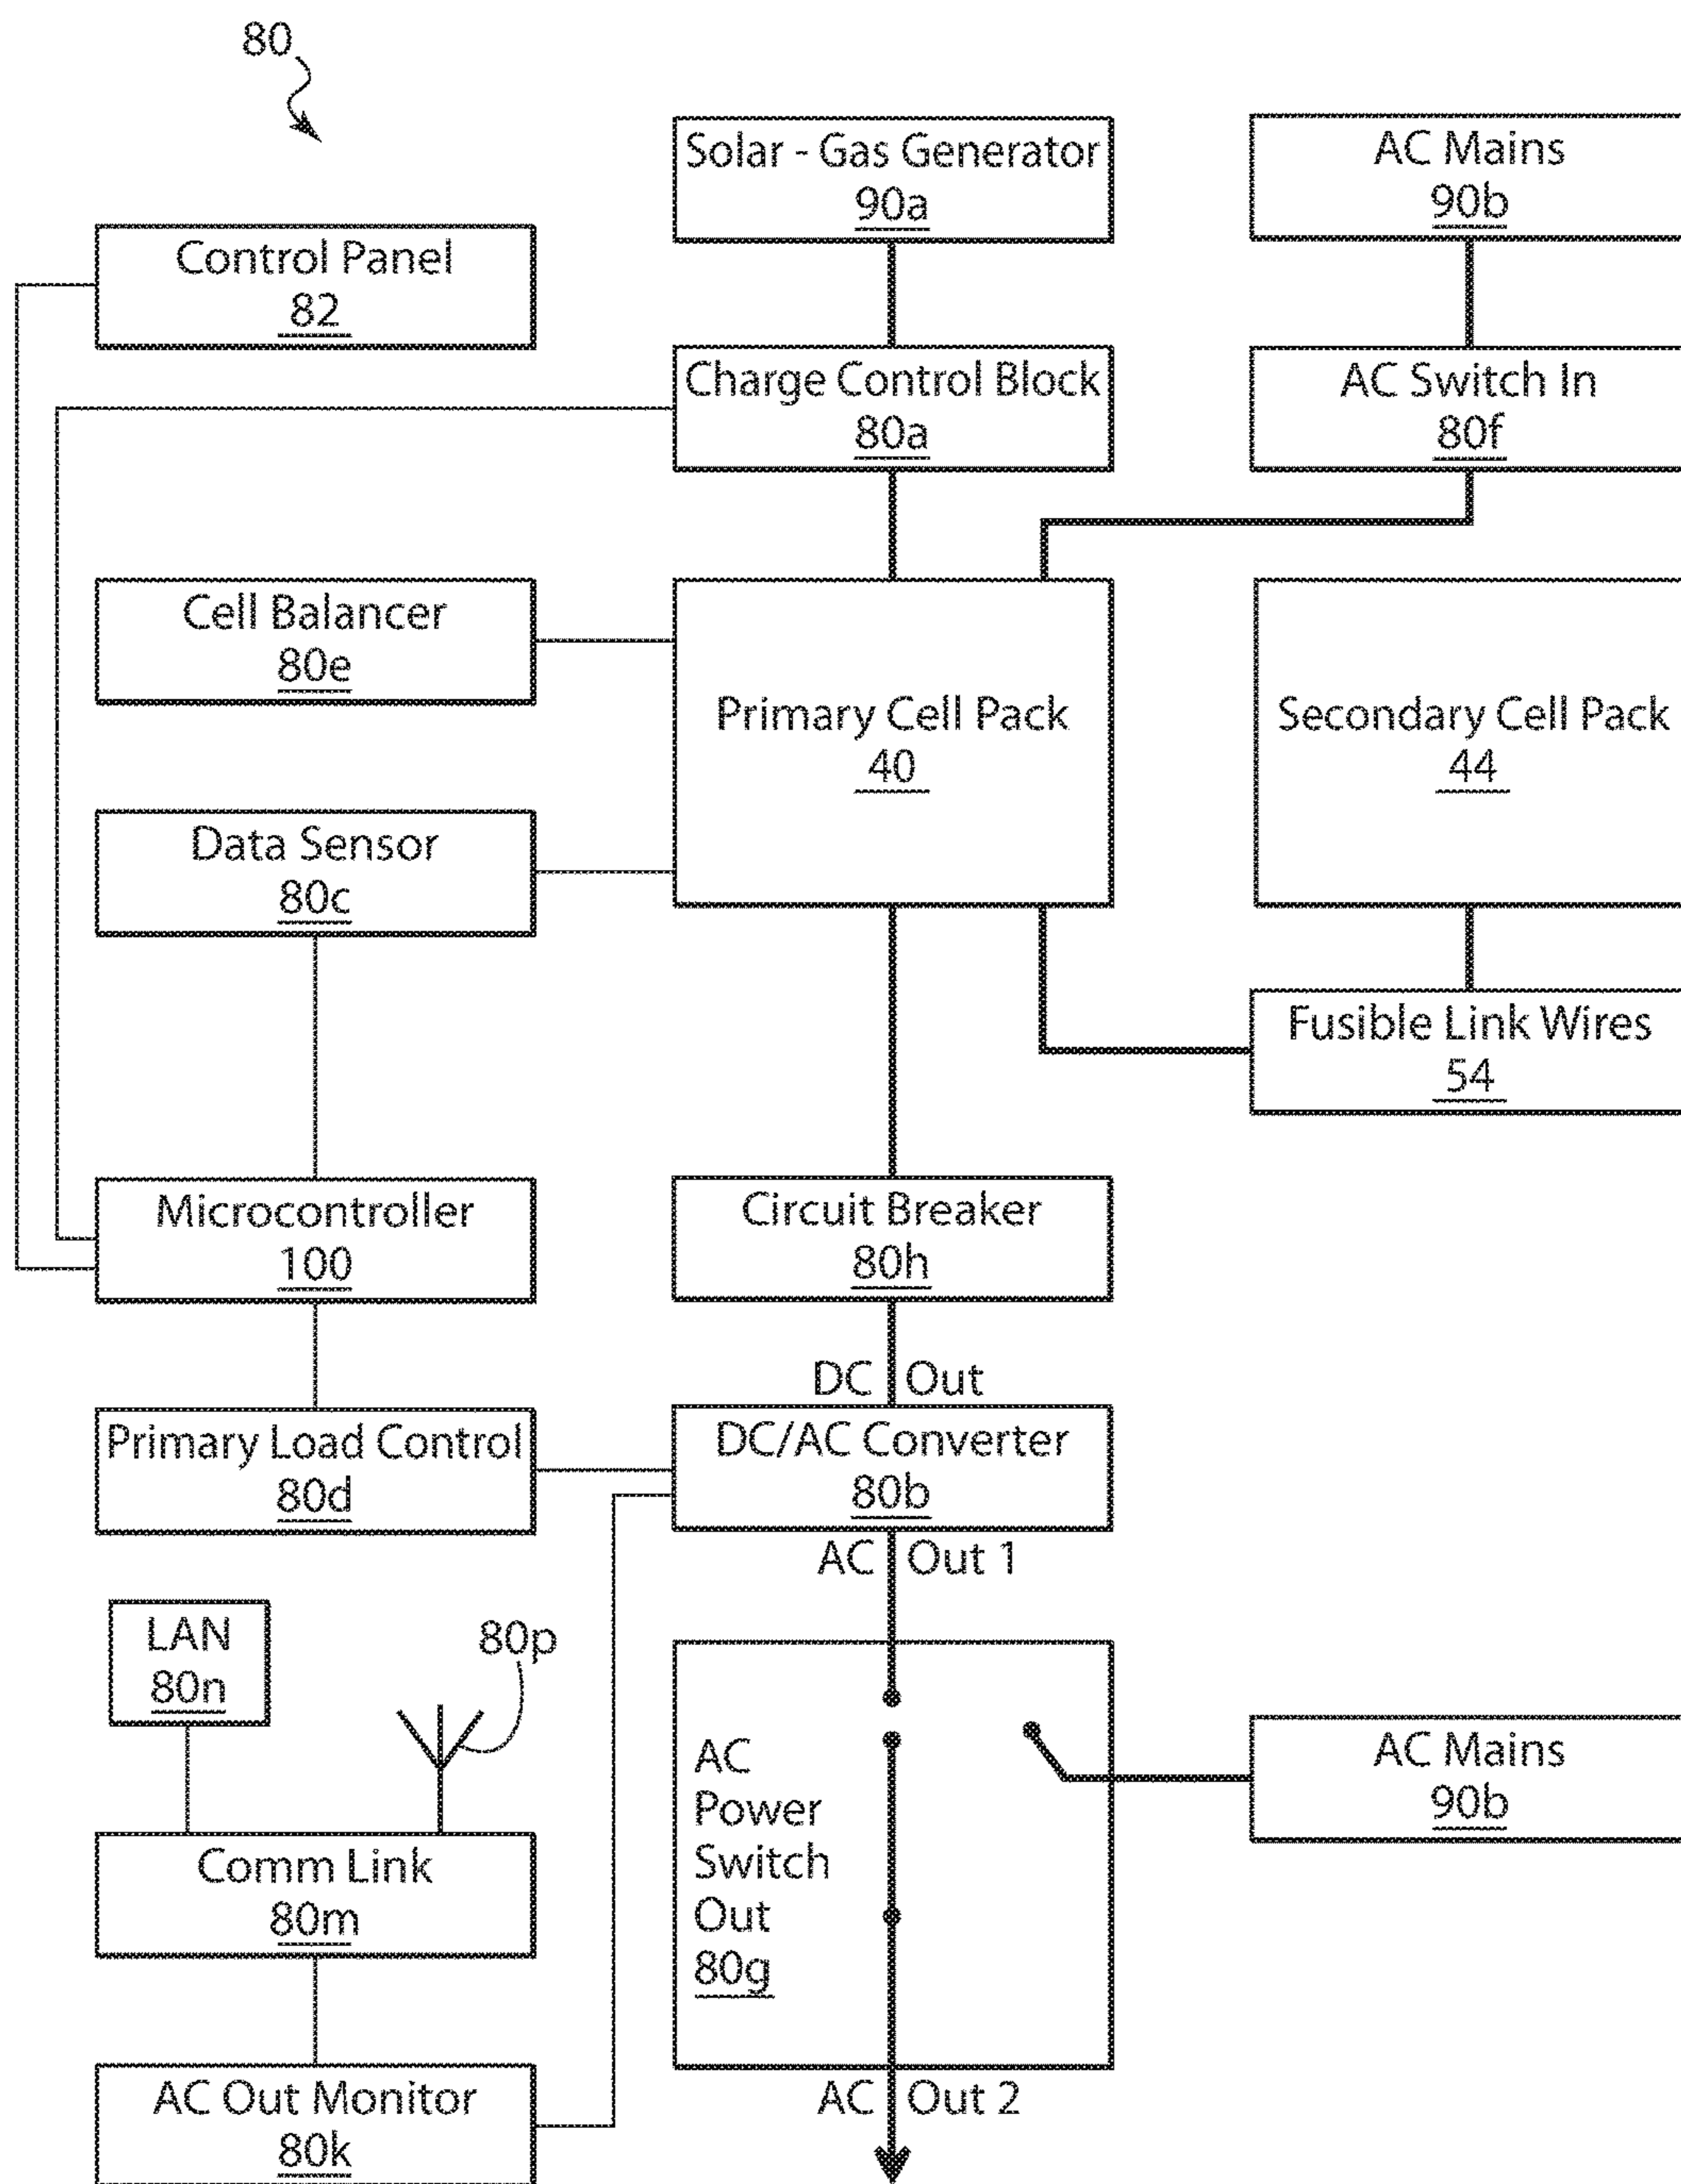 80
Solar - Gas Generator
90a
AC Mains
90b
Control Panel
82
Charge Control Block
80a
AC Switch In
80f
Cell Balancer
80e
Primary Cell Pack
40
Secondary Cell Pack
44
Data Sensor
80c
Fusible Link Wires
54
Microcontroller
100
Circuit Breaker
80h
DC Out
Primary Load Control
80d
DC/AC Converter
80b
AC Out 1
LAN
80n
80p
AC
Power
Switch
Out
80g
AC Mains
90b
Comm Link
80m
AC Out Monitor
80k
AC Out 2